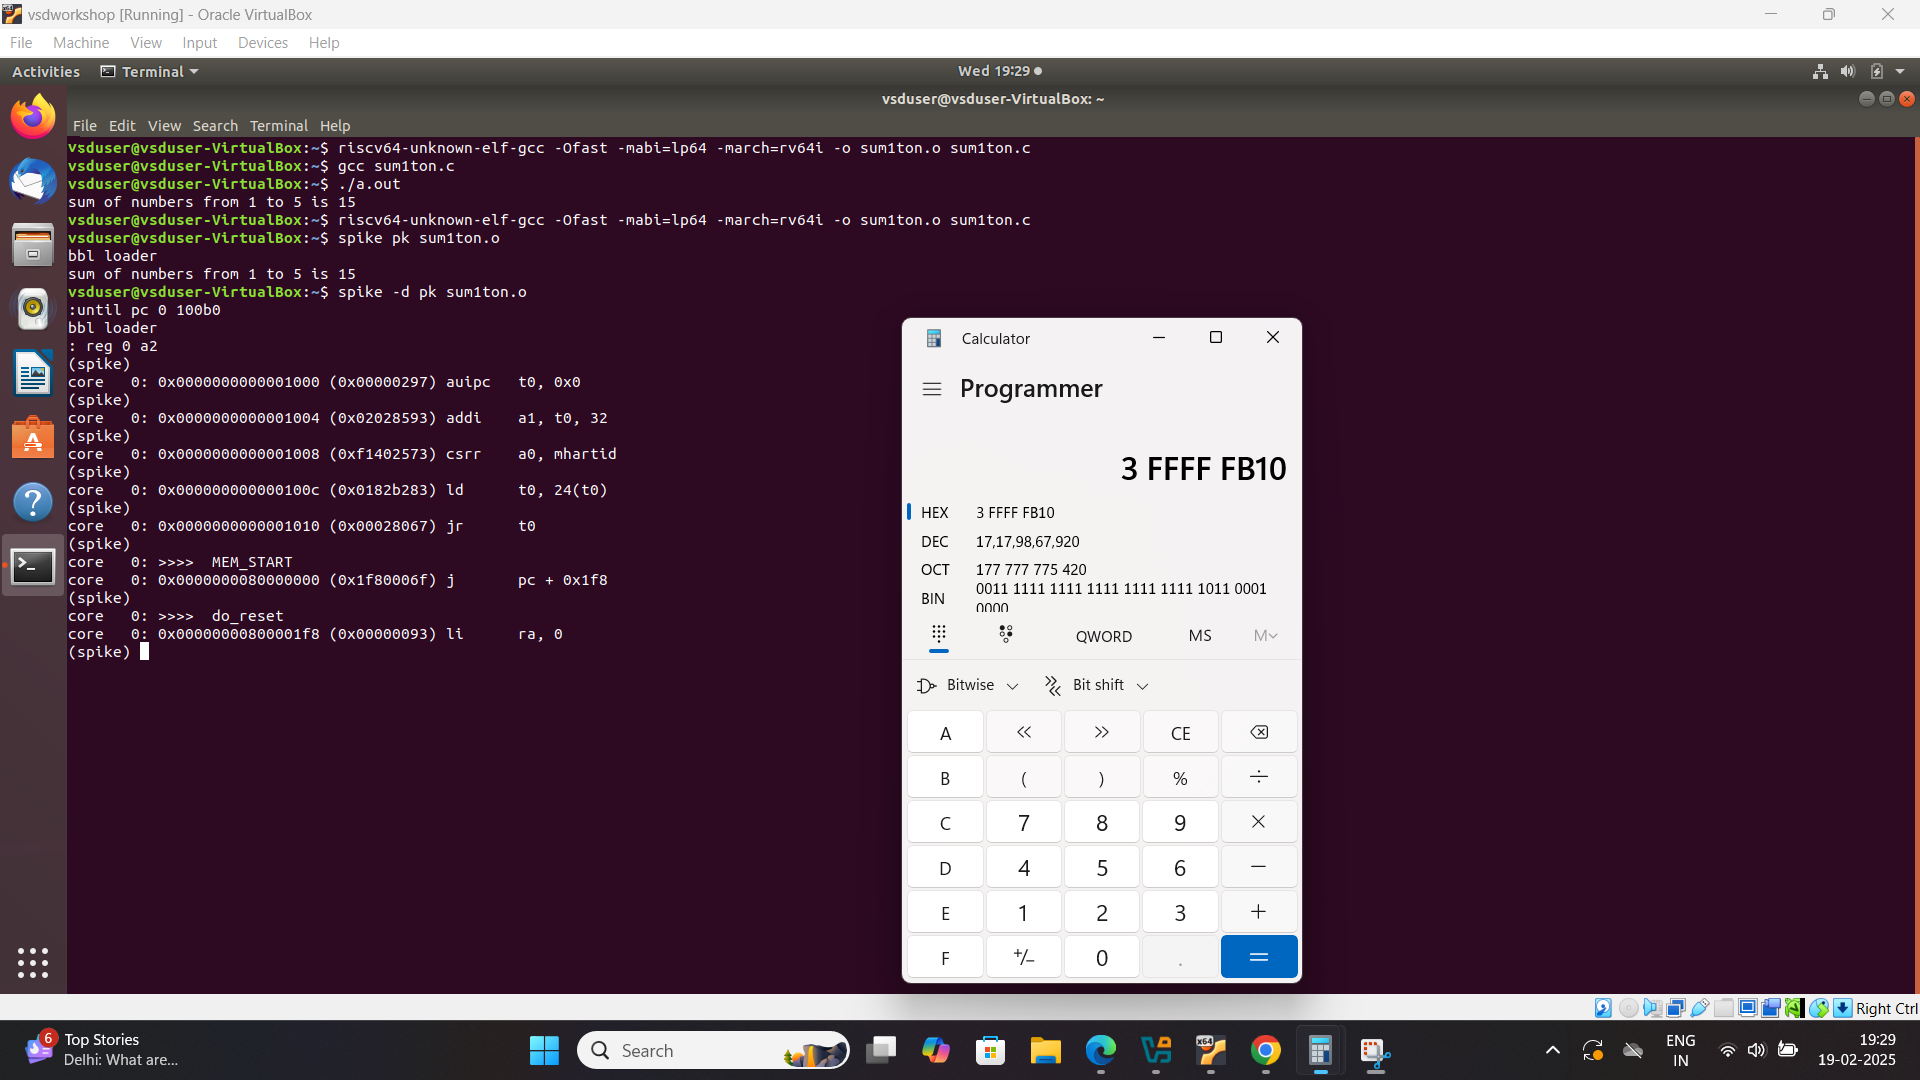 vsdworkshop [Running] - Oracle VirtualBox
File Machine View Input Devices Help
Activities Terminal Wed 19:29
vsduser@vsduser-VirtualBox: ~
File Edit View Search Terminal Help
vsduser@vsduser-VirtualBox:~$ riscv64-unknown-elf-gcc -Ofast -mabi=lp64 -march=rv64i -o sum1ton.o sum1ton.c
vsduser@vsduser-VirtualBox:~$ gcc sum1ton.c
vsduser@vsduser-VirtualBox:~$ ./a.out
sum of numbers from 1 to 5 is 15
vsduser@vsduser-VirtualBox:~$ riscv64-unknown-elf-gcc -Ofast -mabi=lp64 -march=rv64i -o sum1ton.o sum1ton.c
vsduser@vsduser-VirtualBox:~$ spike pk sum1ton.o
bbl loader
sum of numbers from 1 to 5 is 15
vsduser@vsduser-VirtualBox:~$ spike -d pk sum1ton.o
:until pc 0 100b0
bbl loader
: reg 0 a2
(spike)
core   0: 0x0000000000001000 (0x00000297) auipc   t0, 0x0
(spike)
core   0: 0x0000000000001004 (0x02028593) addi    a1, t0, 32
(spike)
core   0: 0x0000000000001008 (0xf1402573) csrr    a0, mhartid
(spike)
core   0: 0x000000000000100c (0x0182b283) ld      t0, 24(t0)
(spike)
core   0: 0x0000000000001010 (0x00028067) jr      t0
(spike)
core   0: >>>>  MEM_START
core   0: 0x0000000080000000 (0x1f80006f) j       pc + 0x1f8
(spike)
core   0: >>>>  do_reset
core   0: 0x00000000800001f8 (0x00000093) li      ra, 0
(spike)
Calculator
Programmer
3 FFFF FB10
HEX 3 FFFF FB10
DEC 17,17,98,67,920
OCT 177 777 775 420
BIN 0011 1111 1111 1111 1111 1111 1011 0001
0000
QWORD MS M
Bitwise Bit shift
A « » CE
B ( ) % ÷
C 7 8 9 ×
D 4 5 6 −
E 1 2 3 +
F +/− 0 . =
Right Ctrl
6
Top Stories
Delhi: What are...
Search
x64
ENG
IN
19:29
19-02-2025